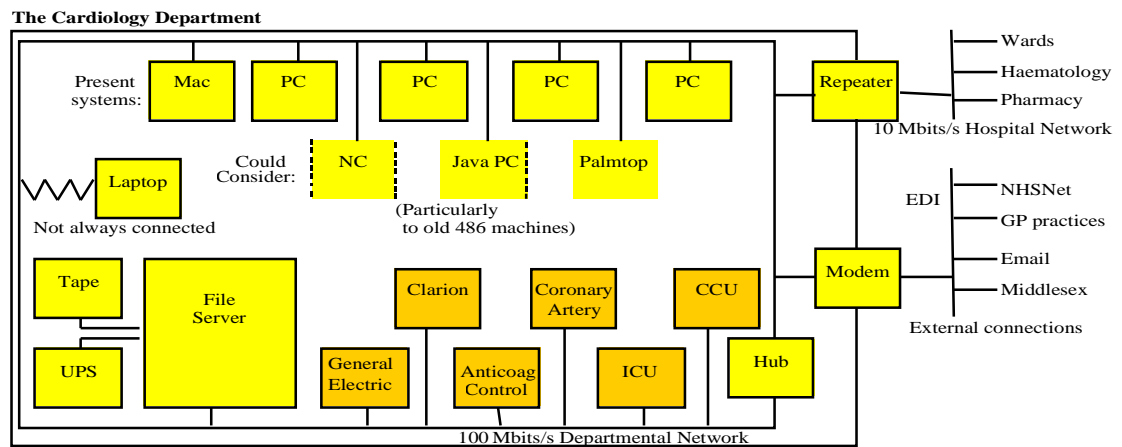 The Cardiology Department
Present
systems:
Mac
PC
PC
PC
PC
Repeater
Wards
Haematology
Pharmacy
10 Mbits/s Hospital Network
Could
Consider:
NC
Java PC
Palmtop
(Particularly
to old 486 machines)
Laptop
Not always connected
EDI
NHSNet
GP practices
Email
Middlesex
External connections
Modem
Tape
UPS
File
Server
Clarion
Coronary
Artery
CCU
General
Electric
Anticoag
Control
ICU
Hub
100 Mbits/s Departmental Network